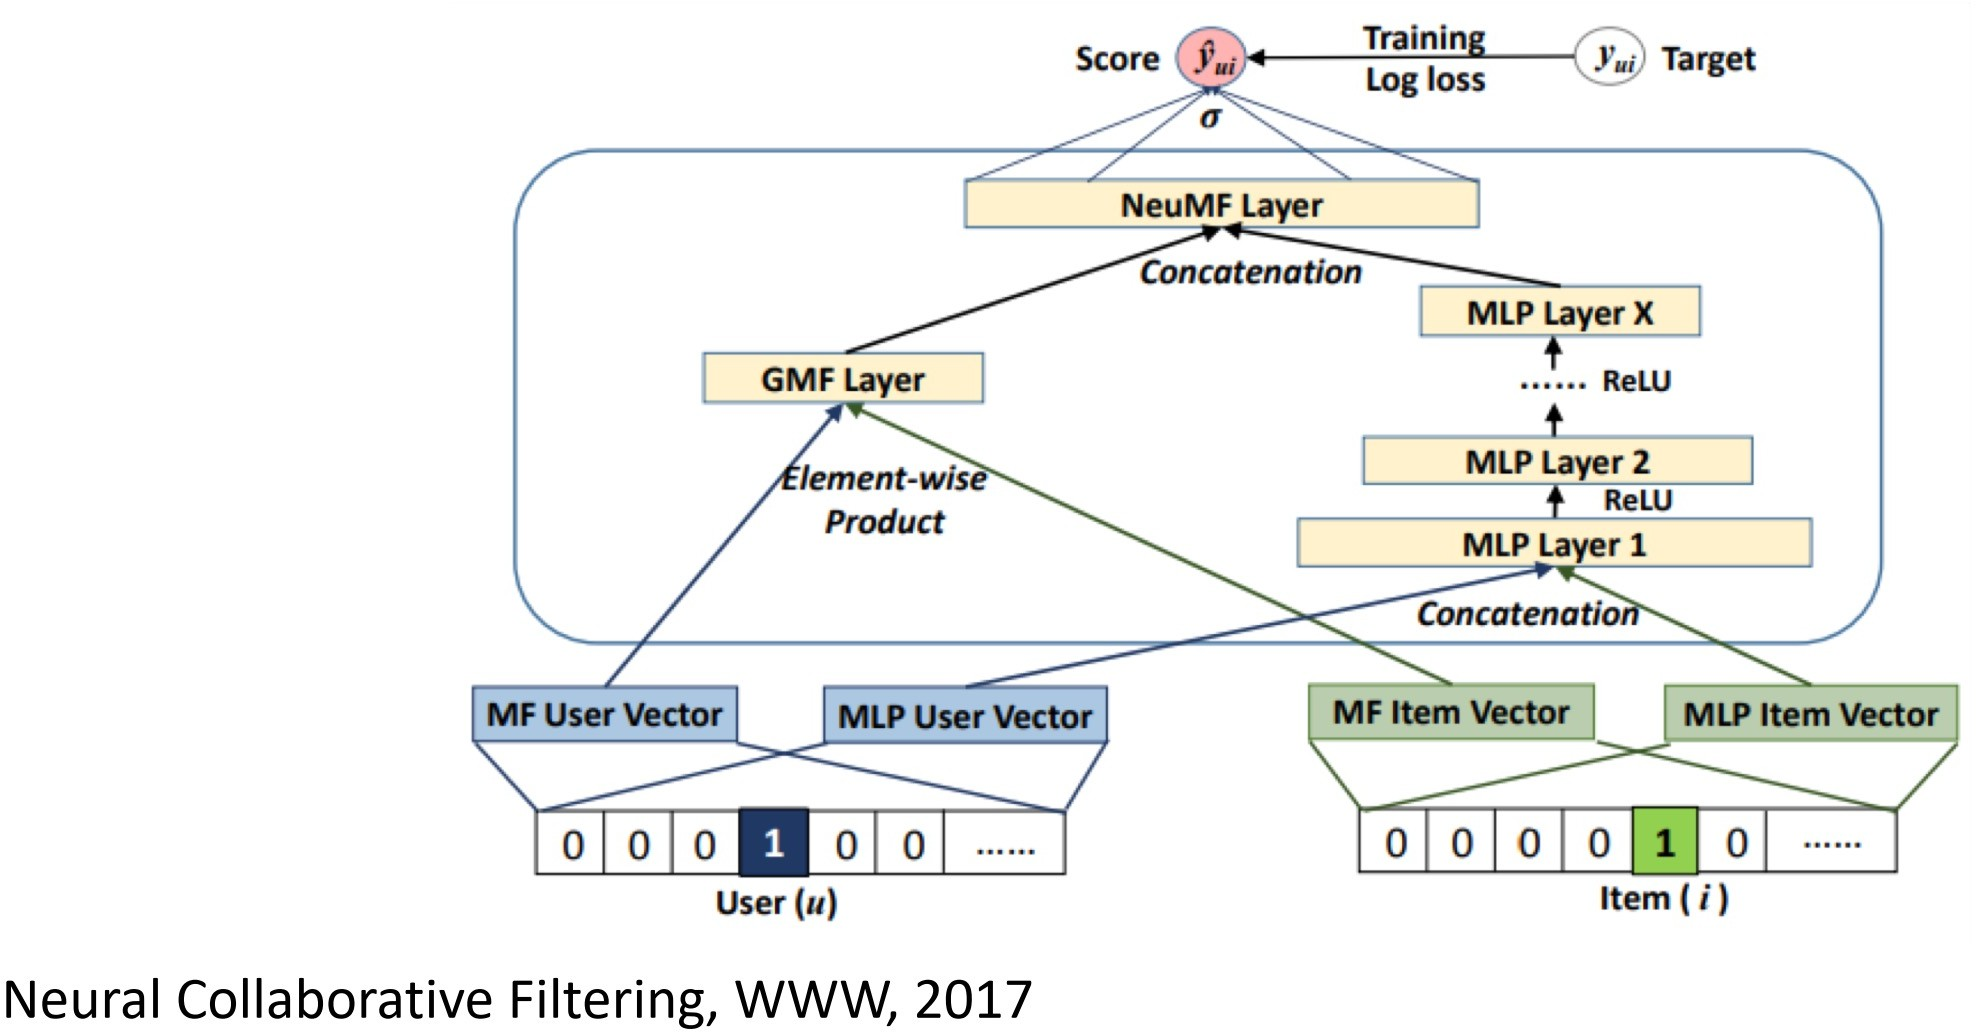 Score ŷui Training yui Target
Log loss
σ
NeuMF Layer
Concatenation
MLP Layer X
GMF Layer
...... ReLU
MLP Layer 2
Element-wise
Product
ReLU
MLP Layer 1
Concatenation
MF User Vector MLP User Vector MF Item Vector MLP Item Vector
0 0 0 1 0 0 ...... 0 0 0 0 1 0 ......
User (u) Item ( i )
Neural Collaborative Filtering, WWW, 2017